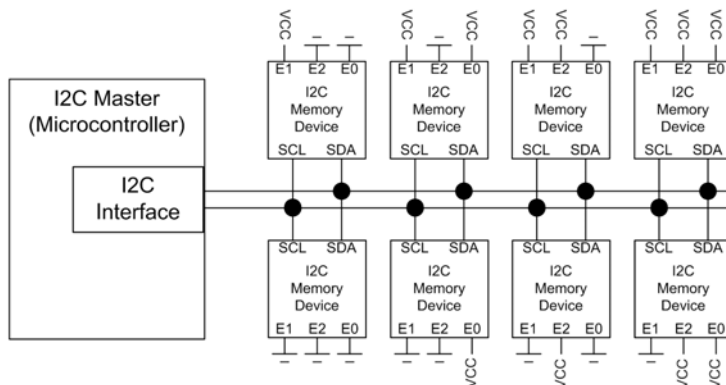 VCC VCC VCC VCC VCC VCC VCC VCC
E1 E2 E0 E1 E2 E0 E1 E2 E0 E1 E2 E0
I2C Master
(Microcontroller)
I2C
Memory
Device
I2C
Memory
Device
I2C
Memory
Device
I2C
Memory
Device
SCL SDA SCL SDA SCL SDA SCL SDA
I2C
Interface
SCL SDA SCL SDA SCL SDA SCL SDA
I2C
Memory
Device
I2C
Memory
Device
I2C
Memory
Device
I2C
Memory
Device
E1 E2 E0 E1 E2 E0 E1 E2 E0 E1 E2 E0
VCC VCC VCC VCC